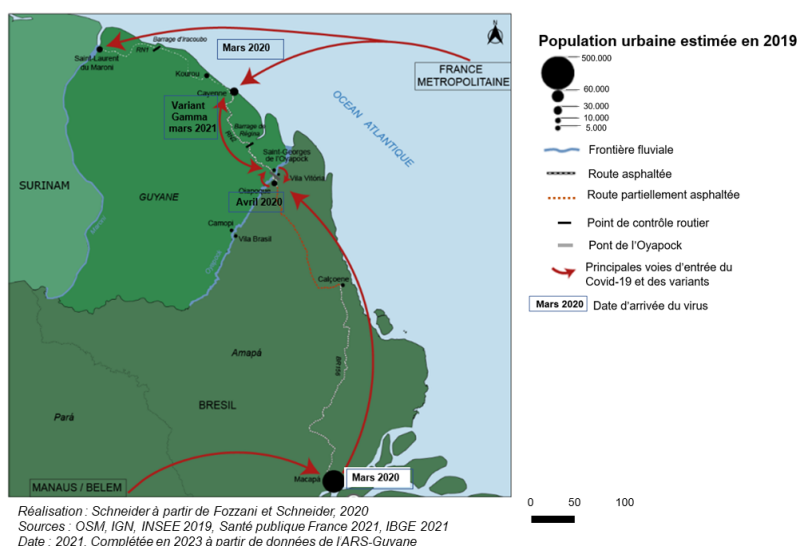 Barrage d'Iracoubo
RN1
Mars 2020
Saint-Laurent
du Maroni
Kourou
Cayenne
FRANCE
METROPOLITAINE
OCEAN ATLANTIQUE
Variant
Gamma
mars 2021
Barrage de
Régina
RN2
Saint-Georges
de l'Oyapock
Vila Vitória
SURINAM
GUYANE
Oiapoque
Avril 2020
Camopi
Vila Brasil
Calçoene
Amapá
BR156
BRESIL
Pará
Macapá
Mars 2020
MANAUS / BELEM
Population urbaine estimée en 2019
500.000
60.000
30.000
10.000
5.000
Frontière fluviale
Route asphaltée
Route partiellement asphaltée
Point de contrôle routier
Pont de l'Oyapock
Principales voies d'entrée du
Covid-19 et des variants
Mars 2020
Date d'arrivée du virus
0 50 100
Réalisation : Schneider à partir de Fozzani et Schneider, 2020
Sources : OSM, IGN, INSEE 2019, Santé publique France 2021, IBGE 2021
Date : 2021. Complétée en 2023 à partir de données de l'ARS-Guyane